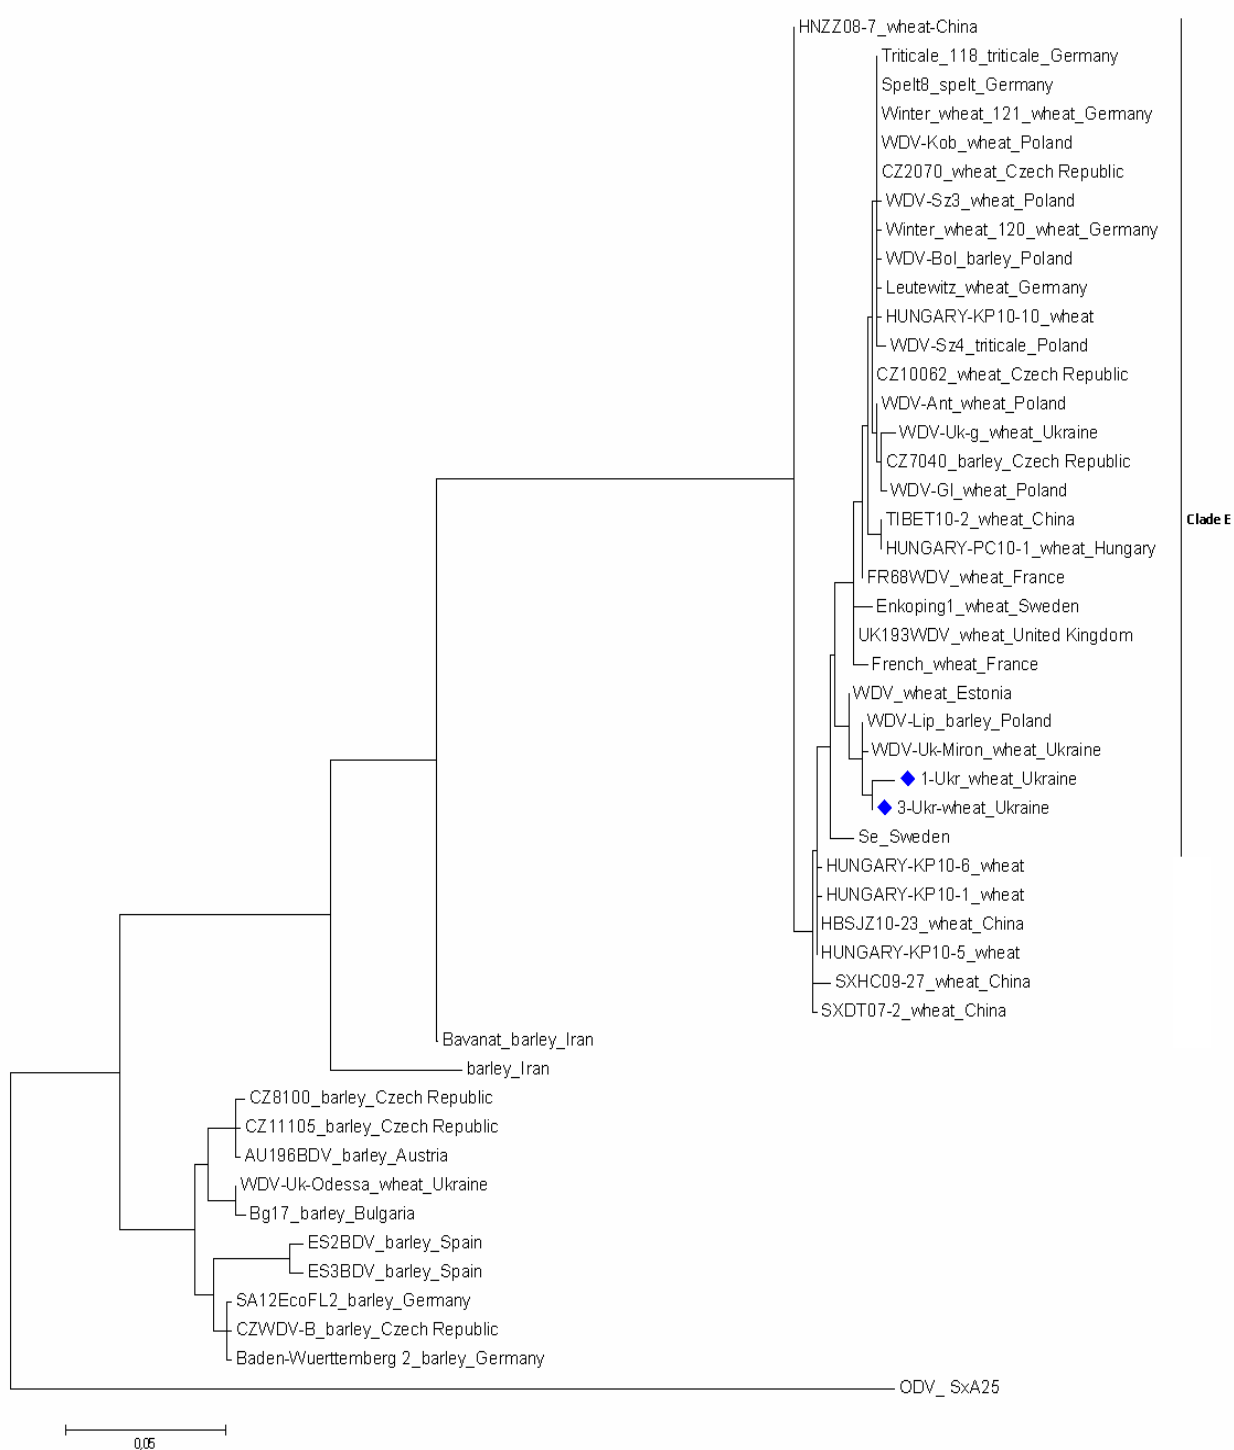 HNZZ08-7_wheat-China
Triticale_118_triticale_Germany
Spelt8_spelt_Germany
Winter_wheat_121_wheat_Germany
WDV-Kob_wheat_Poland
CZ2070_wheat_Czech Republic
WDV-Sz3_wheat_Poland
Winter_wheat_120_wheat_Germany
WDV-Bol_barley_Poland
Leutewitz_wheat_Germany
HUNGARY-KP10-10_wheat
WDV-Sz4_triticale_Poland
CZ10062_wheat_Czech Republic
WDV-Ant_wheat_Poland
WDV-Uk-g_wheat_Ukraine
CZ7040_barley_Czech Republic
WDV-Gl_wheat_Poland
TIBET10-2_wheat_China
Clade E
HUNGARY-PC10-1_wheat_Hungary
FR68WDV_wheat_France
Enkoping1_wheat_Sweden
UK193WDV_wheat_United Kingdom
French_wheat_France
WDV_wheat_Estonia
WDV-Lip_barley_Poland
WDV-Uk-Miron_wheat_Ukraine
1-Ukr_wheat_Ukraine
3-Ukr-wheat_Ukraine
Se_Sweden
HUNGARY-KP10-6_wheat
HUNGARY-KP10-1_wheat
HBSJZ10-23_wheat_China
HUNGARY-KP10-5_wheat
SXHC09-27_wheat_China
SXDT07-2_wheat_China
Bavanat_barley_Iran
barley_Iran
CZ8100_barley_Czech Republic
CZ11105_barley_Czech Republic
AU196BDV_barley_Austria
WDV-Uk-Odessa_wheat_Ukraine
Bg17_barley_Bulgaria
ES2BDV_barley_Spain
ES3BDV_barley_Spain
SA12EcoFL2_barley_Germany
CZWDV-B_barley_Czech Republic
Baden-Wuerttemberg 2_barley_Germany
ODV_ SxA25
0,05